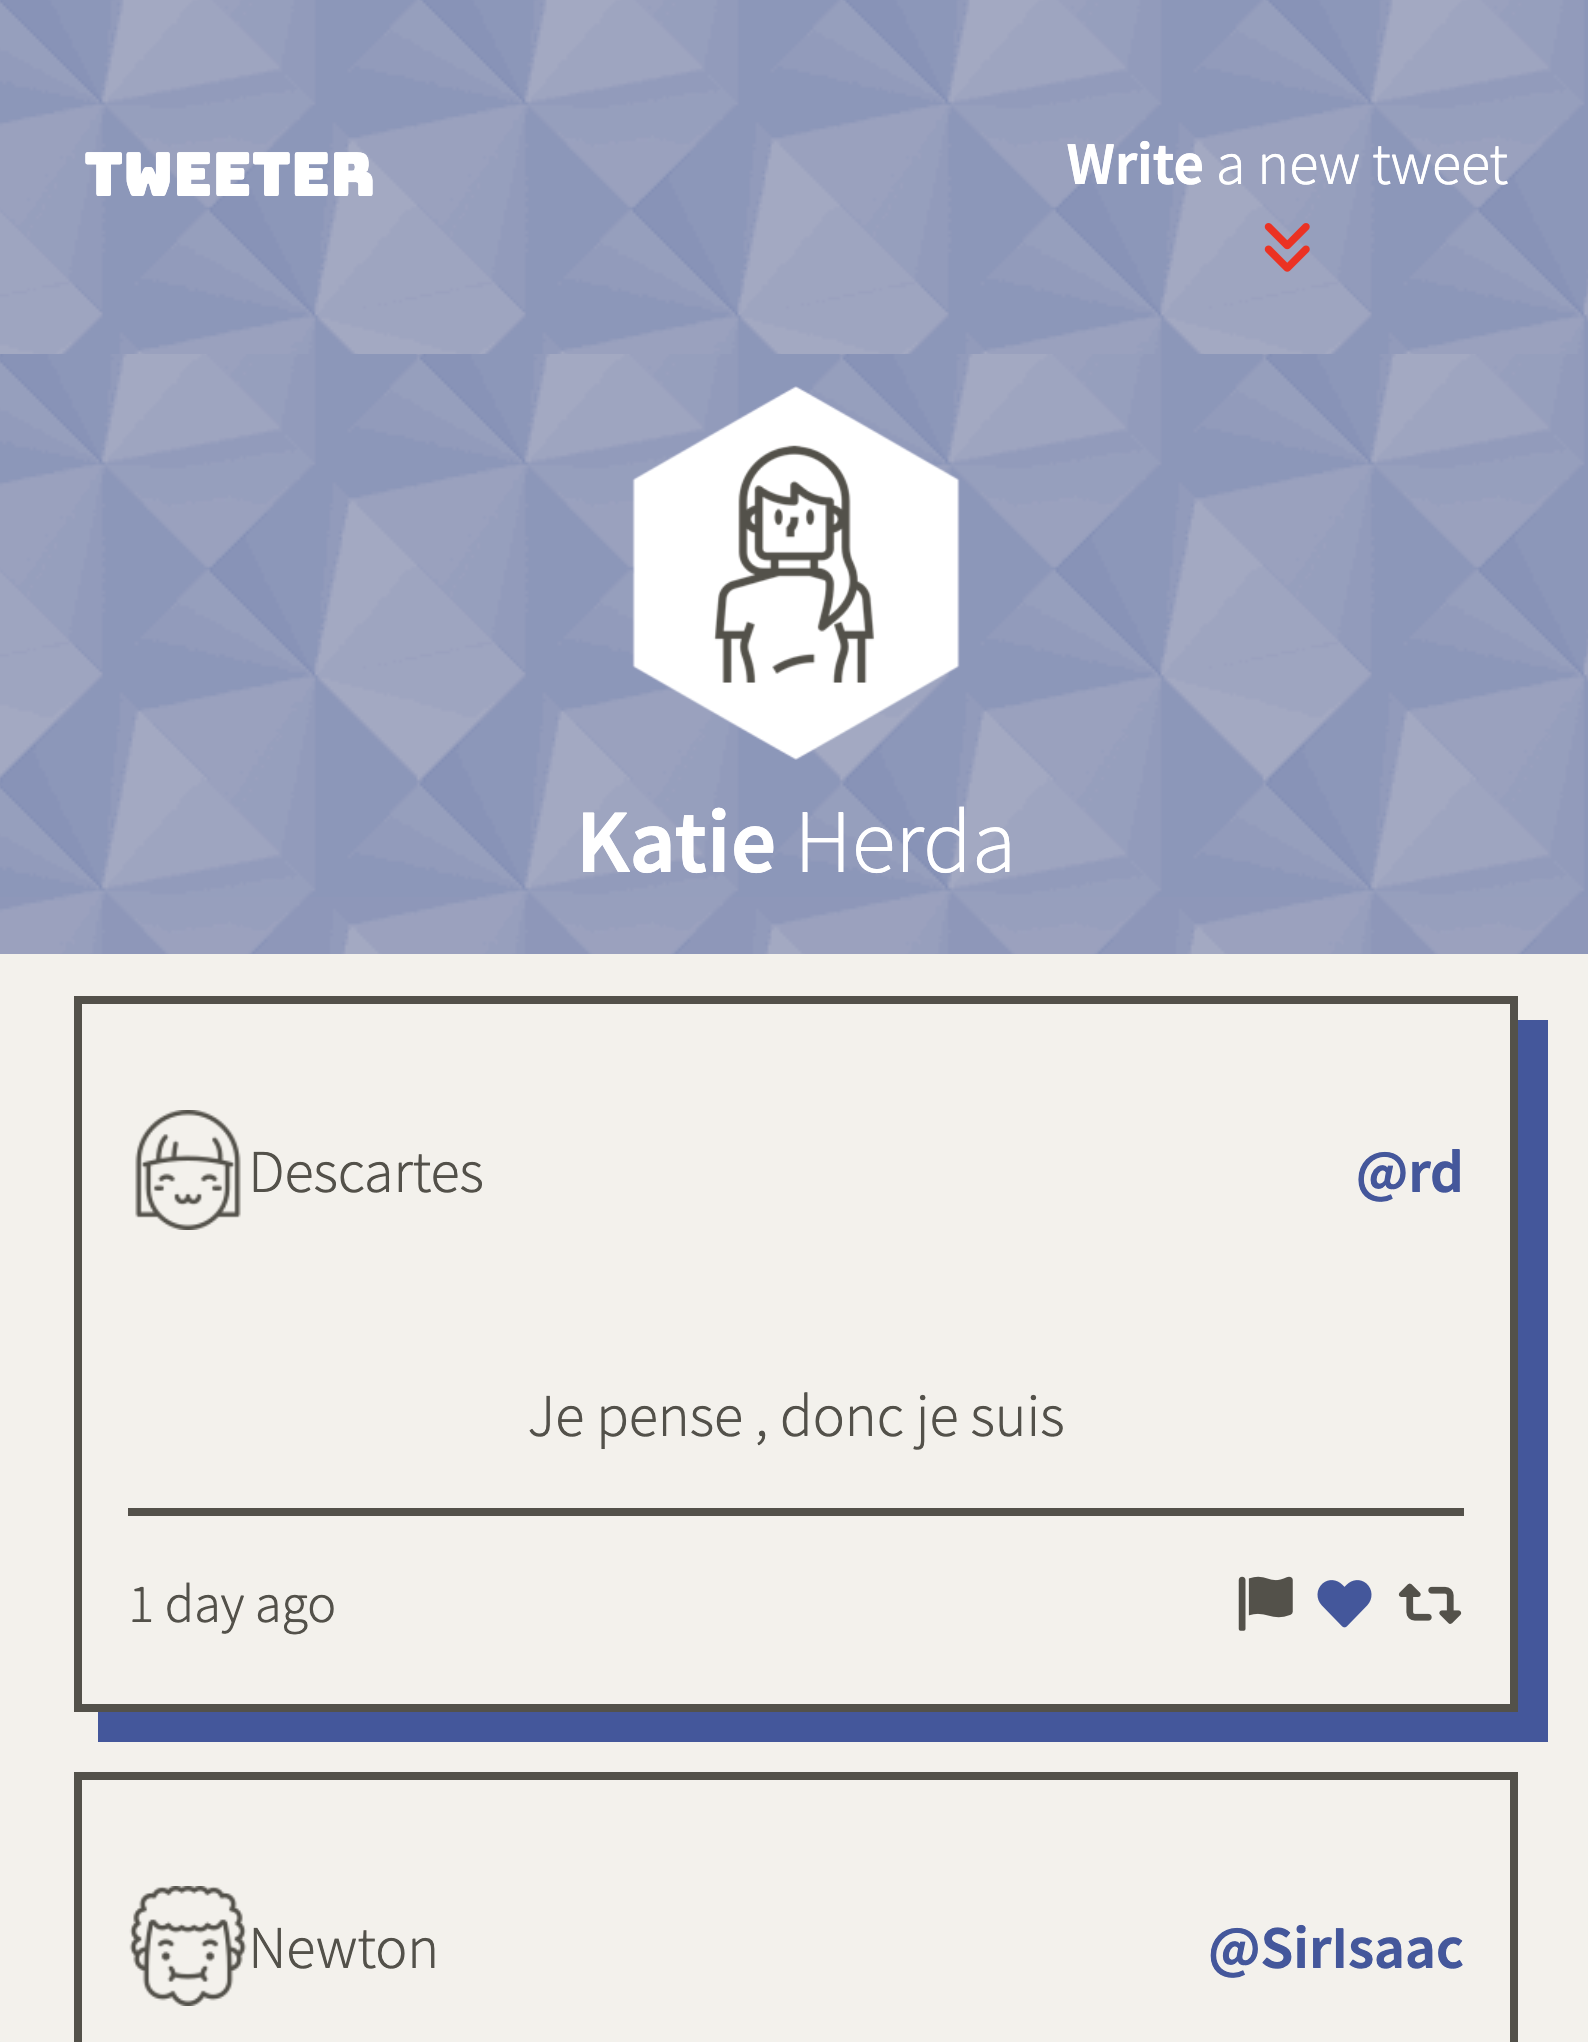 TWEETER
Write a new tweet
Katie Herda
Descartes
@rd
Je pense , donc je suis
1 day ago
Newton
@SirIsaac